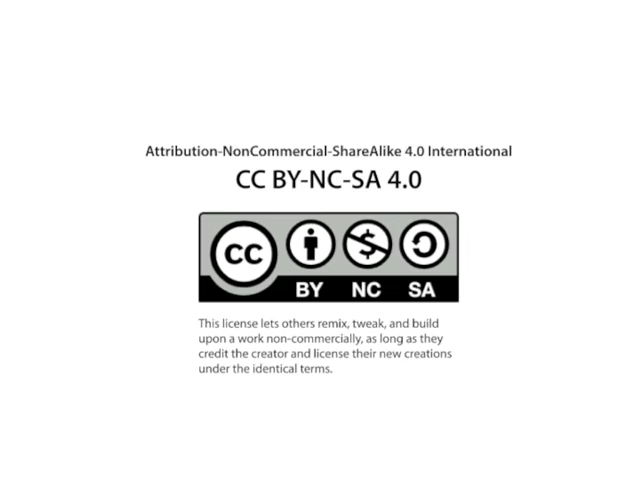 Attribution-NonCommercial-ShareAlike 4.0 International
CC BY-NC-SA 4.0
CC
BY NC SA
This license lets others remix, tweak, and build
upon a work non-commercially, as long as they
credit the creator and license their new creations
under the identical terms.